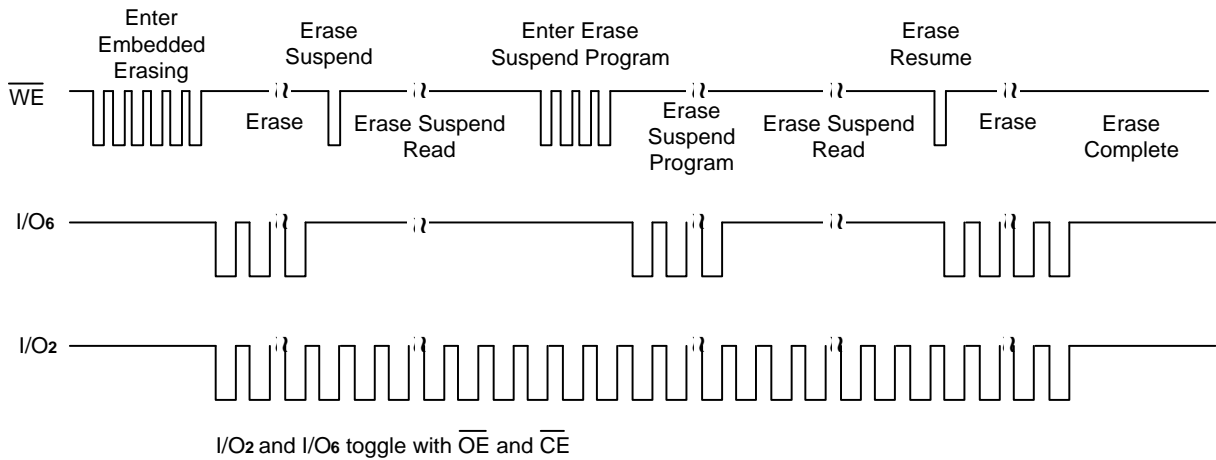 Enter
Embedded
Erasing
Erase
Suspend
Enter Erase
Suspend Program
Erase
Resume
WE
Erase
Erase Suspend
Read
Erase
Suspend
Program
Erase Suspend
Read
Erase
Erase
Complete
I/O6
I/O2
I/O2 and I/O6 toggle with OE and CE